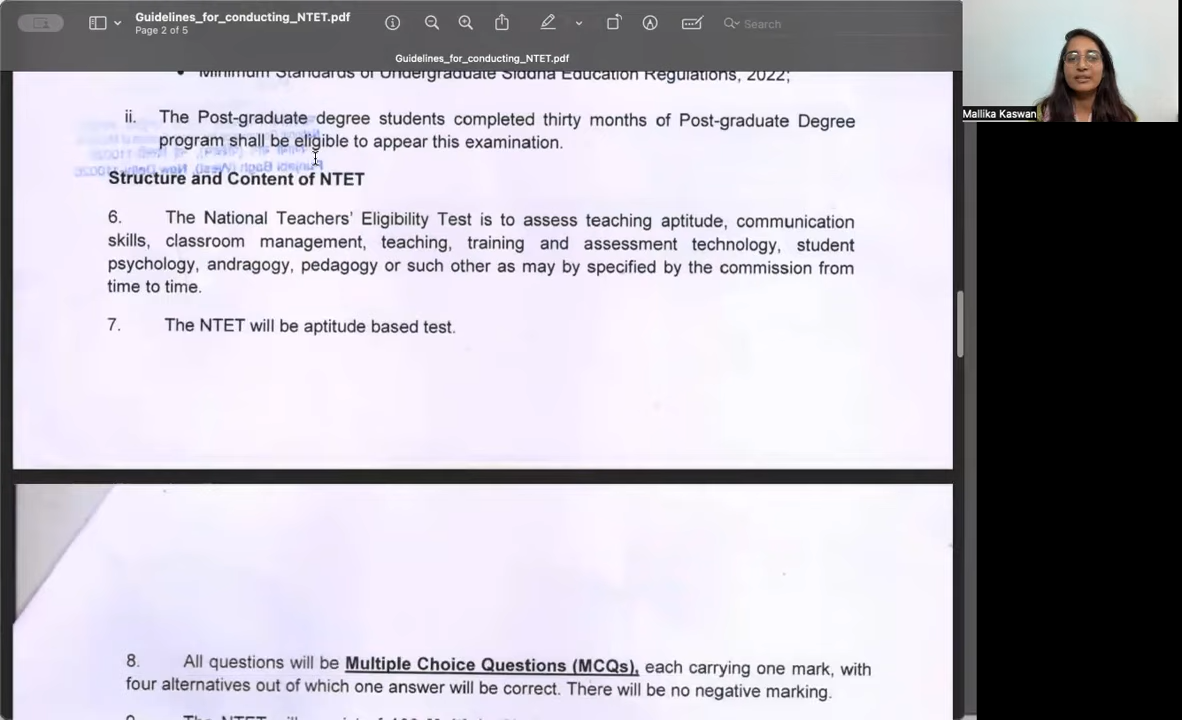 Guidelines_for_conducting_NTET.pdf
Page 2 of 5
Search
Guidelines_for_conducting_NTET.pdf
Mallika Kaswan
• Minimum Standards of Undergraduate Siddha Education Regulations, 2022;
ii. The Post-graduate degree students completed thirty months of Post-graduate Degree
program shall be eligible to appear this examination.
Structure and Content of NTET
6. The National Teachers' Eligibility Test is to assess teaching aptitude, communication
skills, classroom management, teaching, training and assessment technology, student
psychology, andragogy, pedagogy or such other as may by specified by the commission from
time to time.
7. The NTET will be aptitude based test.
8. All questions will be Multiple Choice Questions (MCQs), each carrying one mark, with
four alternatives out of which one answer will be correct. There will be no negative marking.